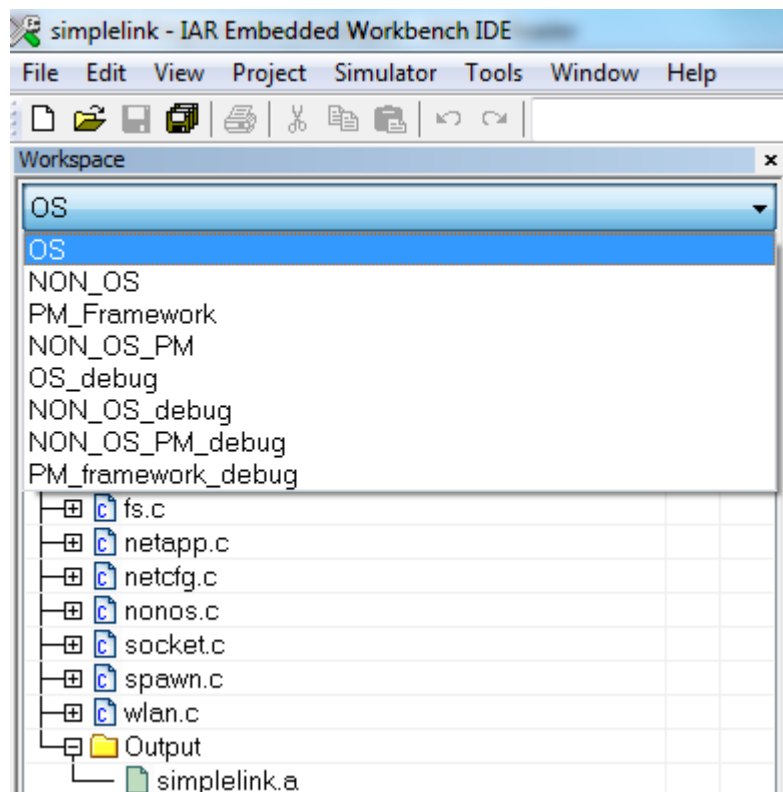 simplelink - IAR Embedded Workbench IDE
File Edit View Project Simulator Tools Window Help
Workspace
OS
OS
NON_OS
PM_Framework
NON_OS_PM
OS_debug
NON_OS_debug
NON_OS_PM_debug
PM_framework_debug
fs.c
netapp.c
netcfg.c
nonos.c
socket.c
spawn.c
wlan.c
Output
simplelink.a